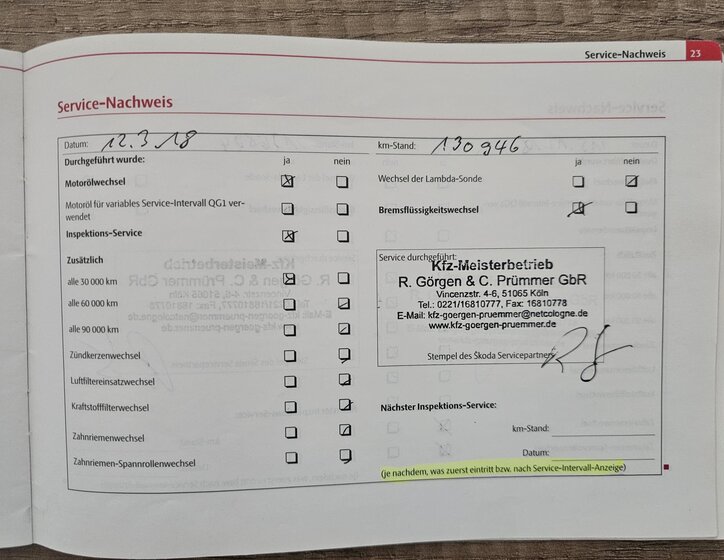 Service-Nachweis 23
Service-Nachweis
Datum: 12.3.18 km-Stand: 130946
Durchgeführt wurde: ja nein ja nein
Motorölwechsel Wechsel der Lambda-Sonde
Motoröl für variables Service-Intervall QG1 ver-
wendet
Bremsflüssigkeitswechsel
Inspektions-Service
Zusätzlich
alle 30 000 km
alle 60 000 km
alle 90 000 km
Zündkerzenwechsel
Luftfiltereinsatzwechsel
Kraftstofffilterwechsel
Zahnriemenwechsel
Zahnriemen-Spannrollenwechsel
Service durchgeführt:
Kfz-Meisterbetrieb
R. Görgen & C. Prümmer GbR
Vincenzstr. 4-6, 51065 Köln
Tel.: 0221/16810777, Fax: 16810778
E-Mail: kfz-goergen-pruemmer@netcologne.de
www.kfz-goergen-pruemmer.de
Stempel des Škoda Servicepartners
Nächster Inspektions-Service:
km-Stand:
Datum:
(je nachdem, was zuerst eintritt bzw. nach Service-Intervall-Anzeige)